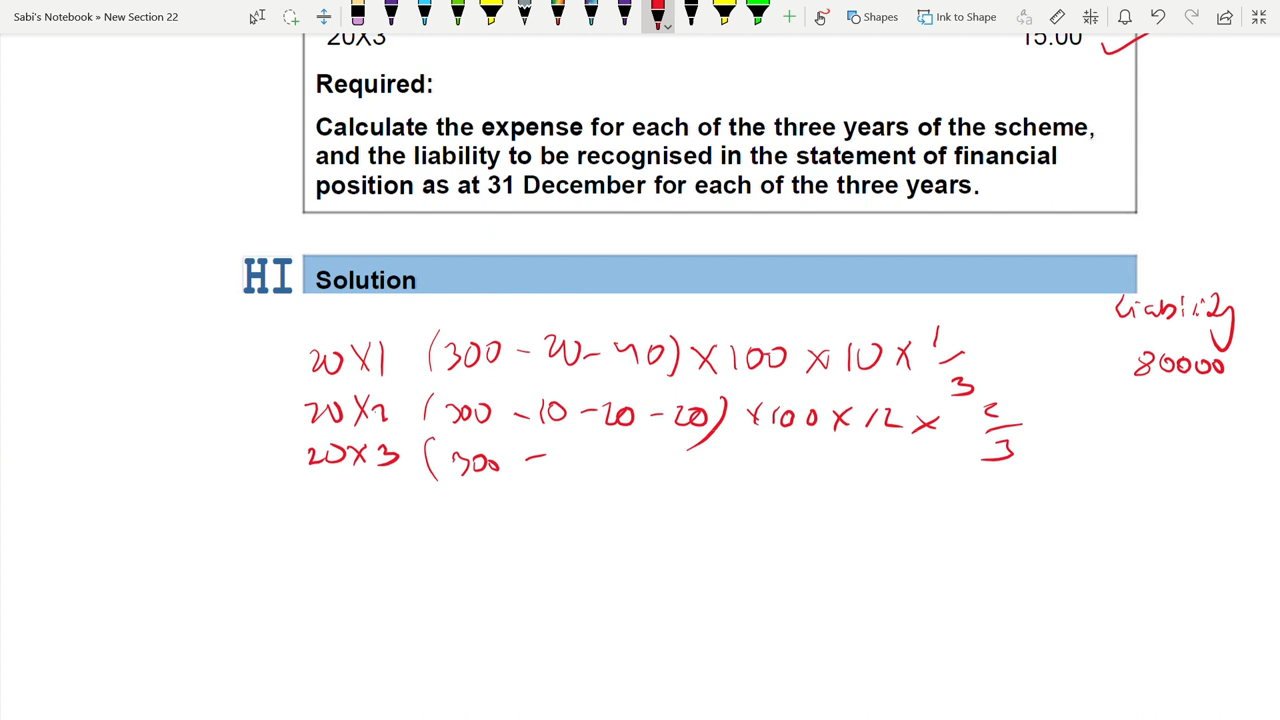 Sabi's Notebook » New Section 22
Shapes
Ink to Shape
20X3 15.00
Required:
Calculate the expense for each of the three years of the scheme,
and the liability to be recognised in the statement of financial
position as at 31 December for each of the three years.
HI Solution
Liability
20X1 (300 - 20 - 40) X 100 X 10 X 1/3 80000
20X2 (300 - 10 - 20 - 20) X 100 X 12 X 2/3
20X3 (300 -